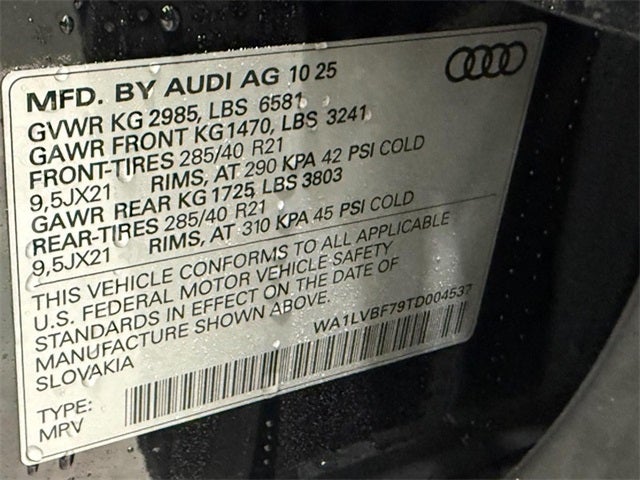 MFD. BY AUDI AG 10 25
GVWR KG 2985, LBS 6581
GAWR FRONT KG1470, LBS 3241
FRONT-TIRES 285/40 R21
9,5JX21 RIMS, AT 290 KPA 42 PSI COLD
GAWR REAR KG 1725 LBS 3803
REAR-TIRES 285/40 R21
9,5JX21 RIMS, AT 310 KPA 45 PSI COLD
THIS VEHICLE CONFORMS TO ALL APPLICABLE
U.S. FEDERAL MOTOR VEHICLE SAFETY
STANDARDS IN EFFECT ON THE DATE OF
MANUFACTURE SHOWN ABOVE.
SLOVAKIA
WA1LVBF79TD004537
TYPE:
MRV